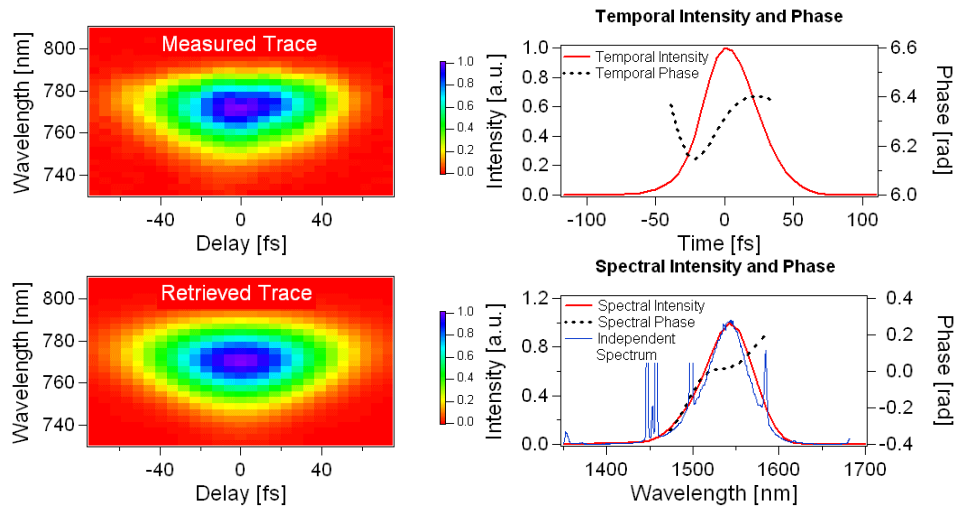 Measured Trace
Wavelength [nm]
800
780
760
740
-40
0
40
Delay [fs]
1.0
0.8
0.6
0.4
0.2
0.0
Temporal Intensity and Phase
Temporal Intensity
Temporal Phase
Intensity [a.u.]
1.0
0.8
0.6
0.4
0.2
0.0
6.6
6.4
6.2
6.0
Phase [rad]
-100
-50
0
50
100
Time [fs]
Retrieved Trace
Wavelength [nm]
800
780
760
740
-40
0
40
Delay [fs]
1.0
0.8
0.6
0.4
0.2
0.0
Spectral Intensity and Phase
Spectral Intensity
Spectral Phase
Independent
Spectrum
Intensity [a.u.]
1.2
0.9
0.6
0.3
0.0
0.4
0.2
0.0
-0.2
-0.4
Phase [rad]
1400
1500
1600
1700
Wavelength [nm]